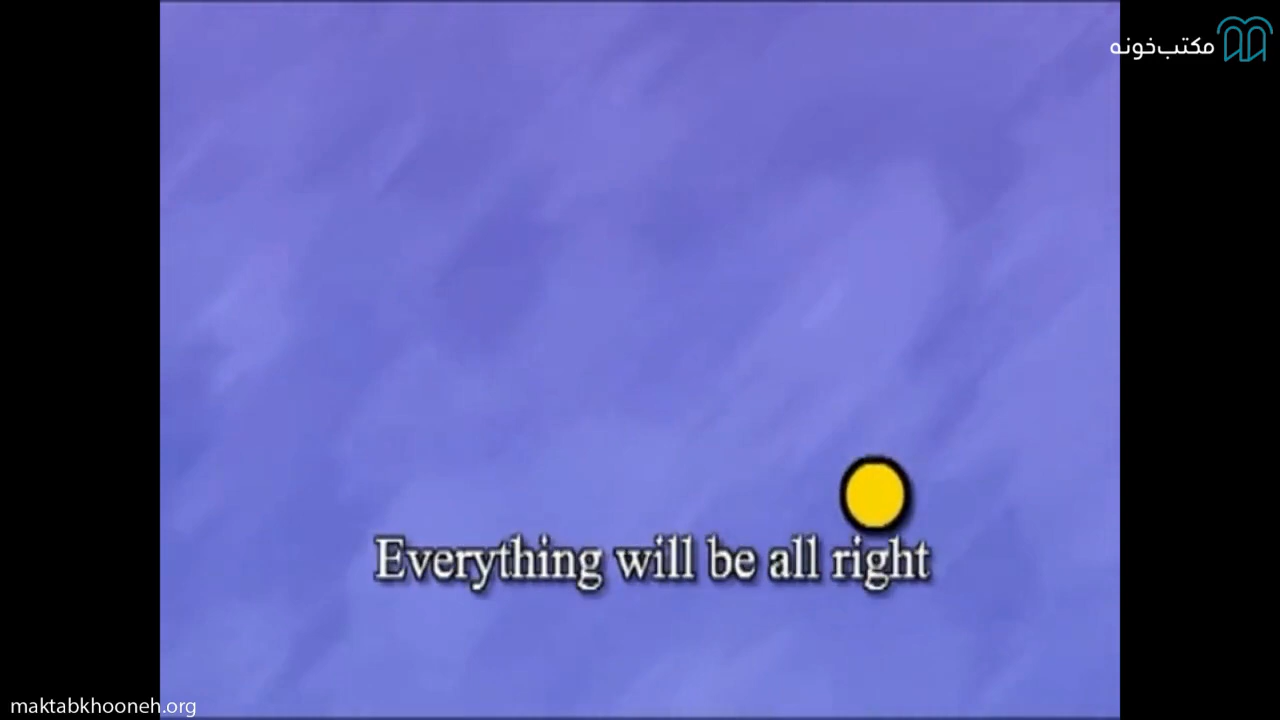 مکتب‌خونه
Everything will be all right
maktabkhooneh.org